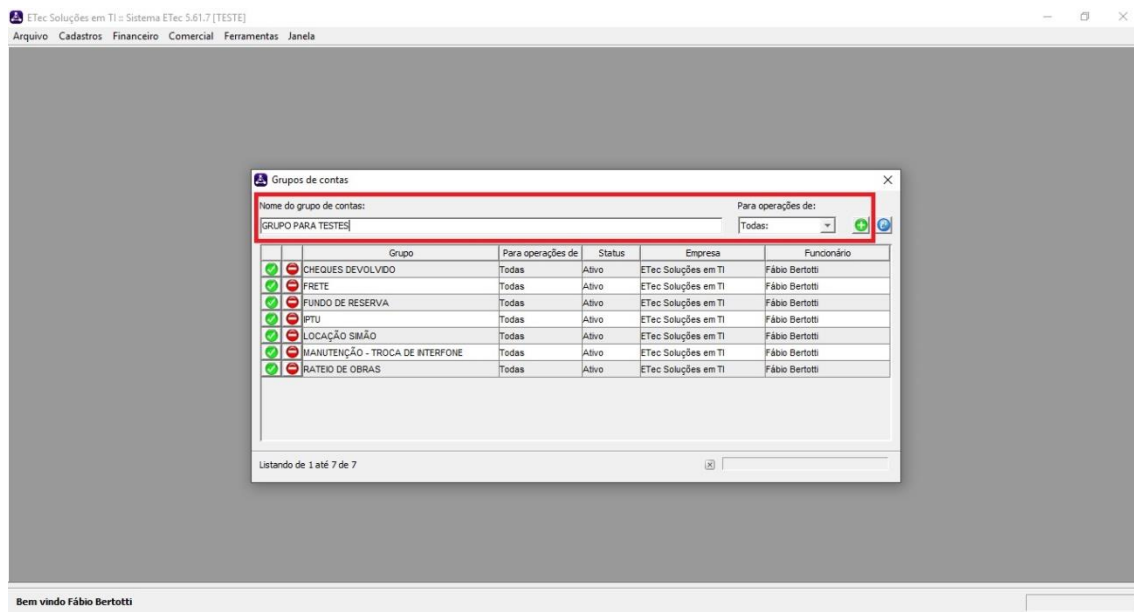 ETec Soluções em TI :: Sistema ETec 5.61.7 [TESTE]
Arquivo Cadastros Financeiro Comercial Ferramentas Janela
Grupos de contas
Nome do grupo de contas: Para operações de:
GRUPO PARA TESTES Todas:
Grupo Para operações de Status Empresa Funcionário
CHEQUES DEVOLVIDO Todas Ativo ETec Soluções em TI Fábio Bertotti
FRETE Todas Ativo ETec Soluções em TI Fábio Bertotti
FUNDO DE RESERVA Todas Ativo ETec Soluções em TI Fábio Bertotti
IPTU Todas Ativo ETec Soluções em TI Fábio Bertotti
LOCAÇÃO SIMÃO Todas Ativo ETec Soluções em TI Fábio Bertotti
MANUTENÇÃO - TROCA DE INTERFONE Todas Ativo ETec Soluções em TI Fábio Bertotti
RATEIO DE OBRAS Todas Ativo ETec Soluções em TI Fábio Bertotti
Listando de 1 até 7 de 7
Bem vindo Fábio Bertotti